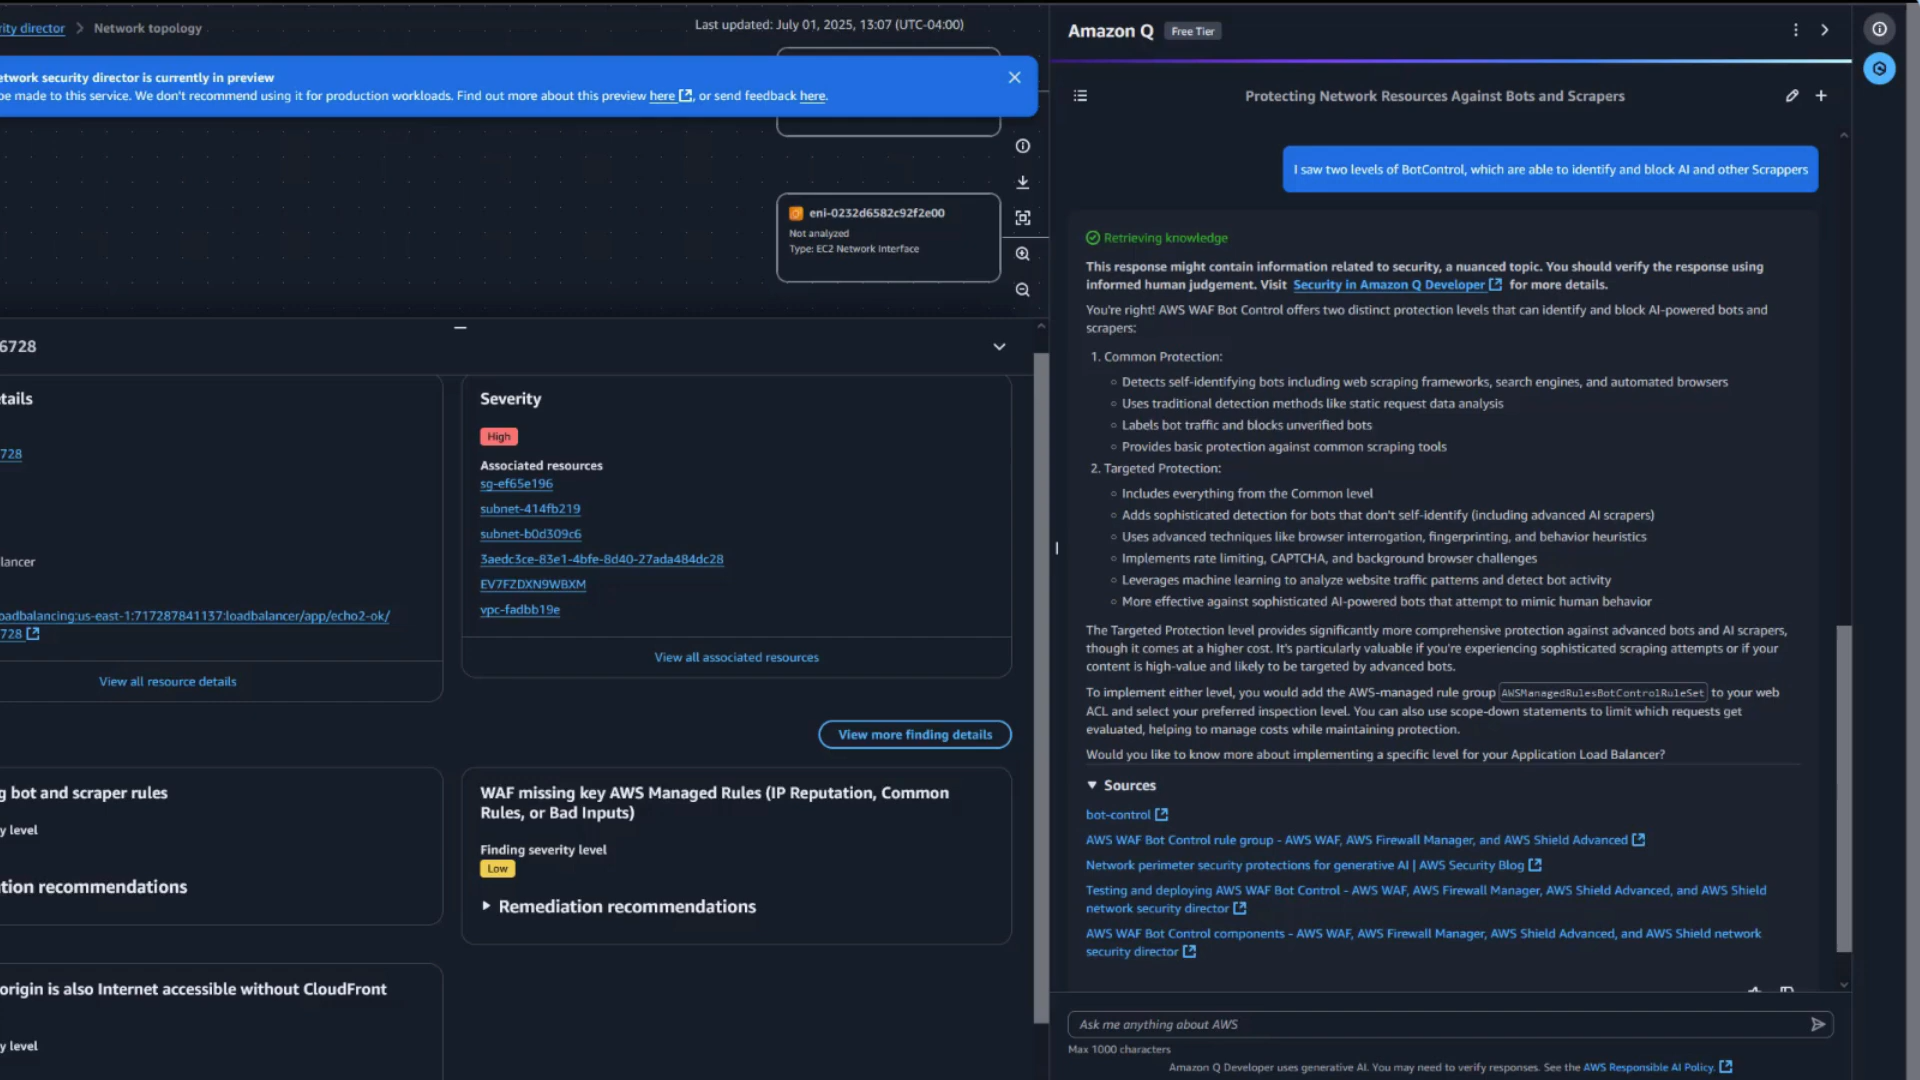 ity director > Network topology
Last updated: July 01, 2025, 13:07 (UTC-04:00)
etwork security director is currently in preview
be made to this service. We don't recommend using it for production workloads. Find out more about this preview here, or send feedback here.
eni-0232d6582c92f2e00
Not analyzed
Type: EC2 Network Interface
6728
etails
728
lancer
oadbalancing:us-east-1:717287841137:loadbalancer/app/echo2-ok/
728
View all resource details
Severity
High
Associated resources
sg-ef65e196
subnet-414fb219
subnet-b0d309c6
3aedc3ce-83e1-4bfe-8d40-27ada484dc28
EV7FZDXN9WBXM
vpc-fadbb19e
View all associated resources
View more finding details
g bot and scraper rules
y level
tion recommendations
WAF missing key AWS Managed Rules (IP Reputation, Common
Rules, or Bad Inputs)
Finding severity level
Low
Remediation recommendations
origin is also Internet accessible without CloudFront
y level
Amazon Q
Free Tier
Protecting Network Resources Against Bots and Scrapers
I saw two levels of BotControl, which are able to identify and block AI and other Scrappers
Retrieving knowledge
This response might contain information related to security, a nuanced topic. You should verify the response using
informed human judgement. Visit Security in Amazon Q Developer for more details.
You're right! AWS WAF Bot Control offers two distinct protection levels that can identify and block AI-powered bots and
scrapers:
1. Common Protection:
Detects self-identifying bots including web scraping frameworks, search engines, and automated browsers
Uses traditional detection methods like static request data analysis
Labels bot traffic and blocks unverified bots
Provides basic protection against common scraping tools
2. Targeted Protection:
Includes everything from the Common level
Adds sophisticated detection for bots that don't self-identify (including advanced AI scrapers)
Uses advanced techniques like browser interrogation, fingerprinting, and behavior heuristics
Implements rate limiting, CAPTCHA, and background browser challenges
Leverages machine learning to analyze website traffic patterns and detect bot activity
More effective against sophisticated AI-powered bots that attempt to mimic human behavior
The Targeted Protection level provides significantly more comprehensive protection against advanced bots and AI scrapers,
though it comes at a higher cost. It's particularly valuable if you're experiencing sophisticated scraping attempts or if your
content is high-value and likely to be targeted by advanced bots.
To implement either level, you would add the AWS-managed rule group AWSManagedRulesBotControlRuleSet to your web
ACL and select your preferred inspection level. You can also use scope-down statements to limit which requests get
evaluated, helping to manage costs while maintaining protection.
Would you like to know more about implementing a specific level for your Application Load Balancer?
Sources
bot-control
AWS WAF Bot Control rule group - AWS WAF, AWS Firewall Manager, and AWS Shield Advanced
Network perimeter security protections for generative AI | AWS Security Blog
Testing and deploying AWS WAF Bot Control - AWS WAF, AWS Firewall Manager, AWS Shield Advanced, and AWS Shield
network security director
AWS WAF Bot Control components - AWS WAF, AWS Firewall Manager, AWS Shield Advanced, and AWS Shield network
security director
Ask me anything about AWS
Max 1000 characters
Amazon Q Developer uses generative AI. You may need to verify responses. See the AWS Responsible AI Policy.